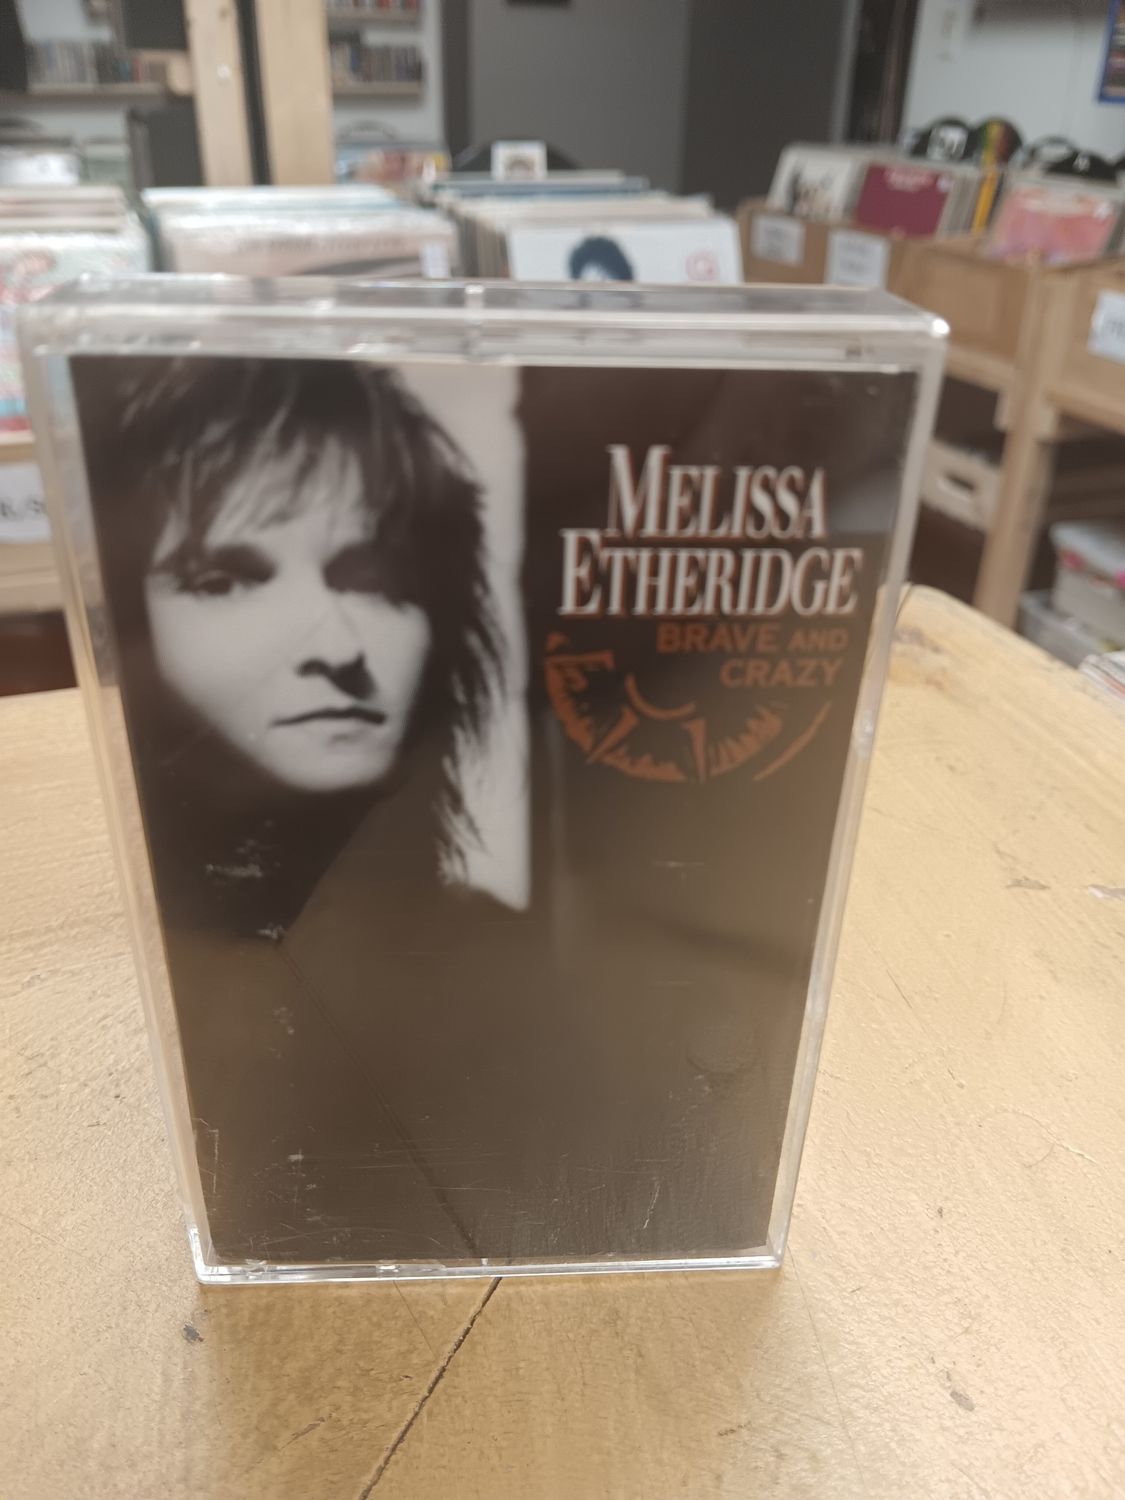 MELISSA
ETHERIDGE
BRAVE AND
CRAZY